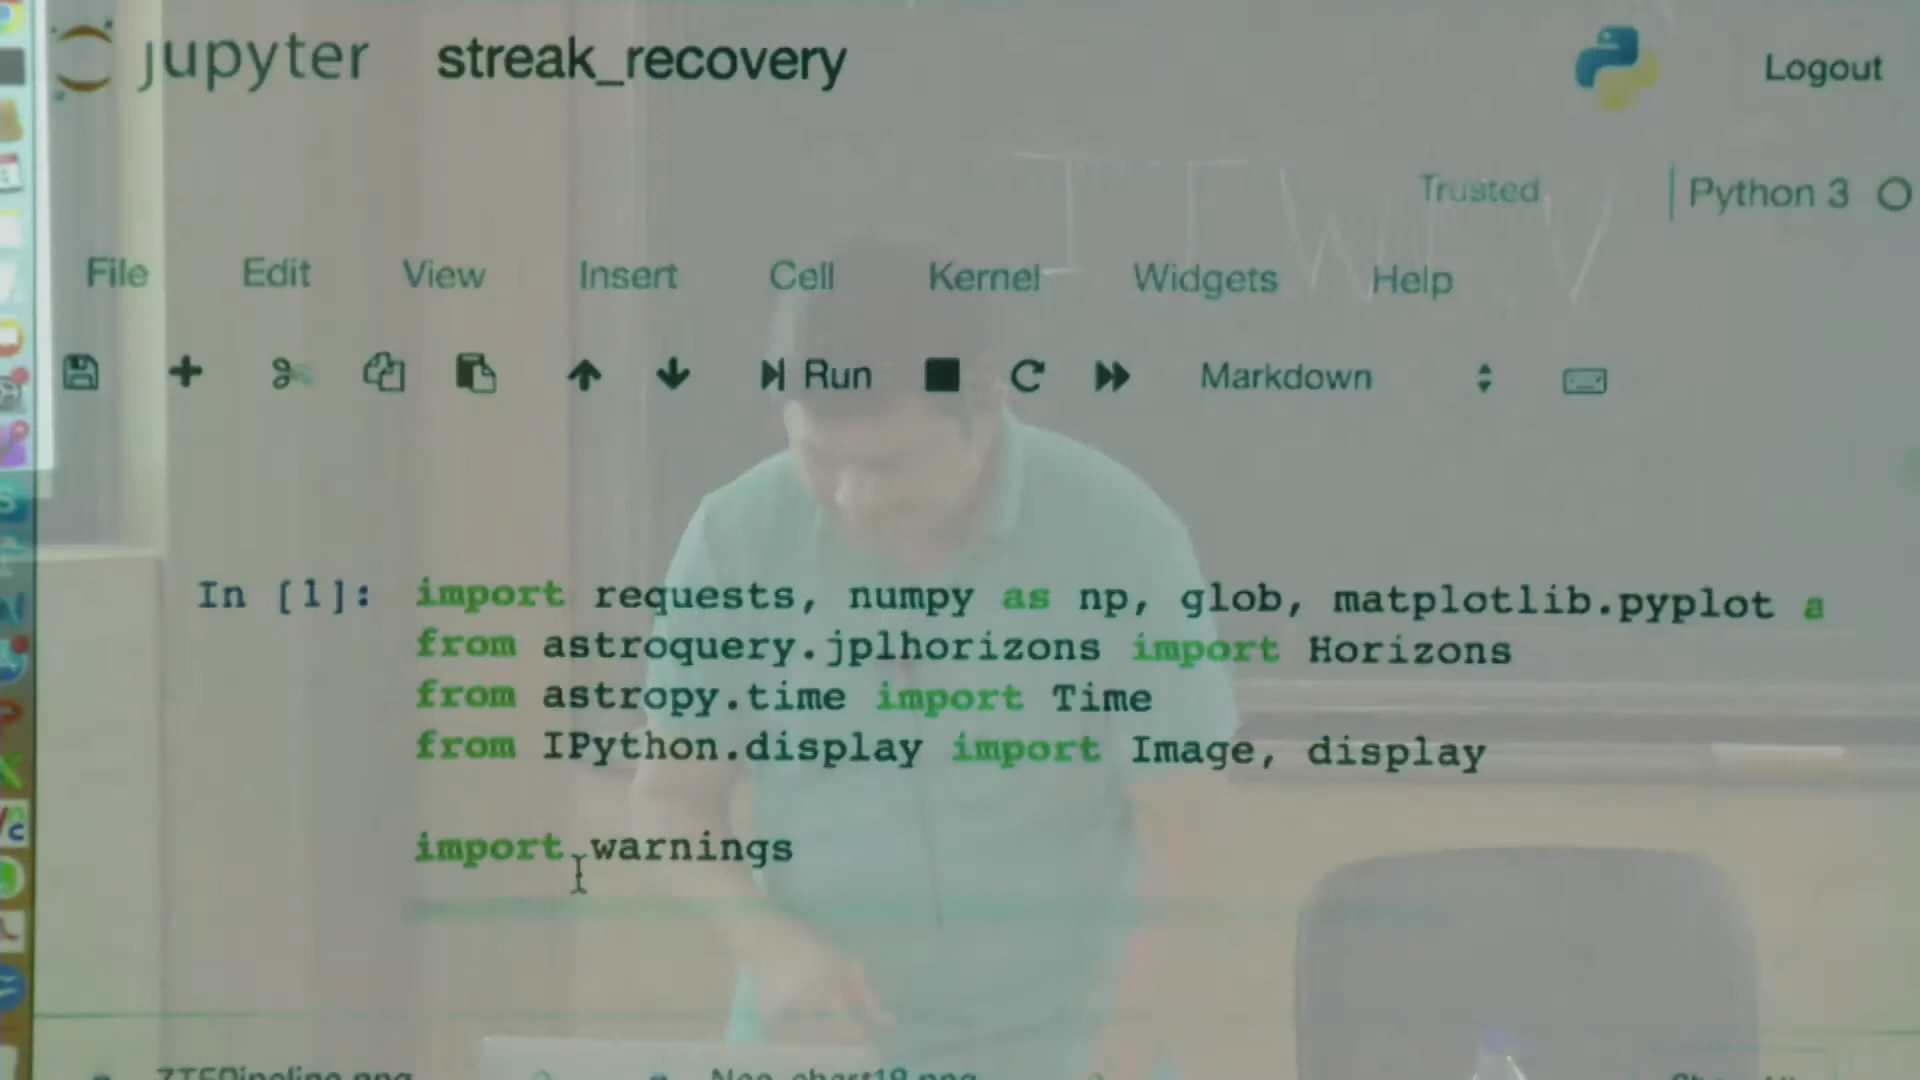 jupyter streak_recovery Logout
Trusted Python 3
File Edit View Insert Cell Kernel Widgets Help
Run Markdown
In [1]: import requests, numpy as np, glob, matplotlib.pyplot a
from astroquery.jplhorizons import Horizons
from astropy.time import Time
from IPython.display import Image, display
import warnings